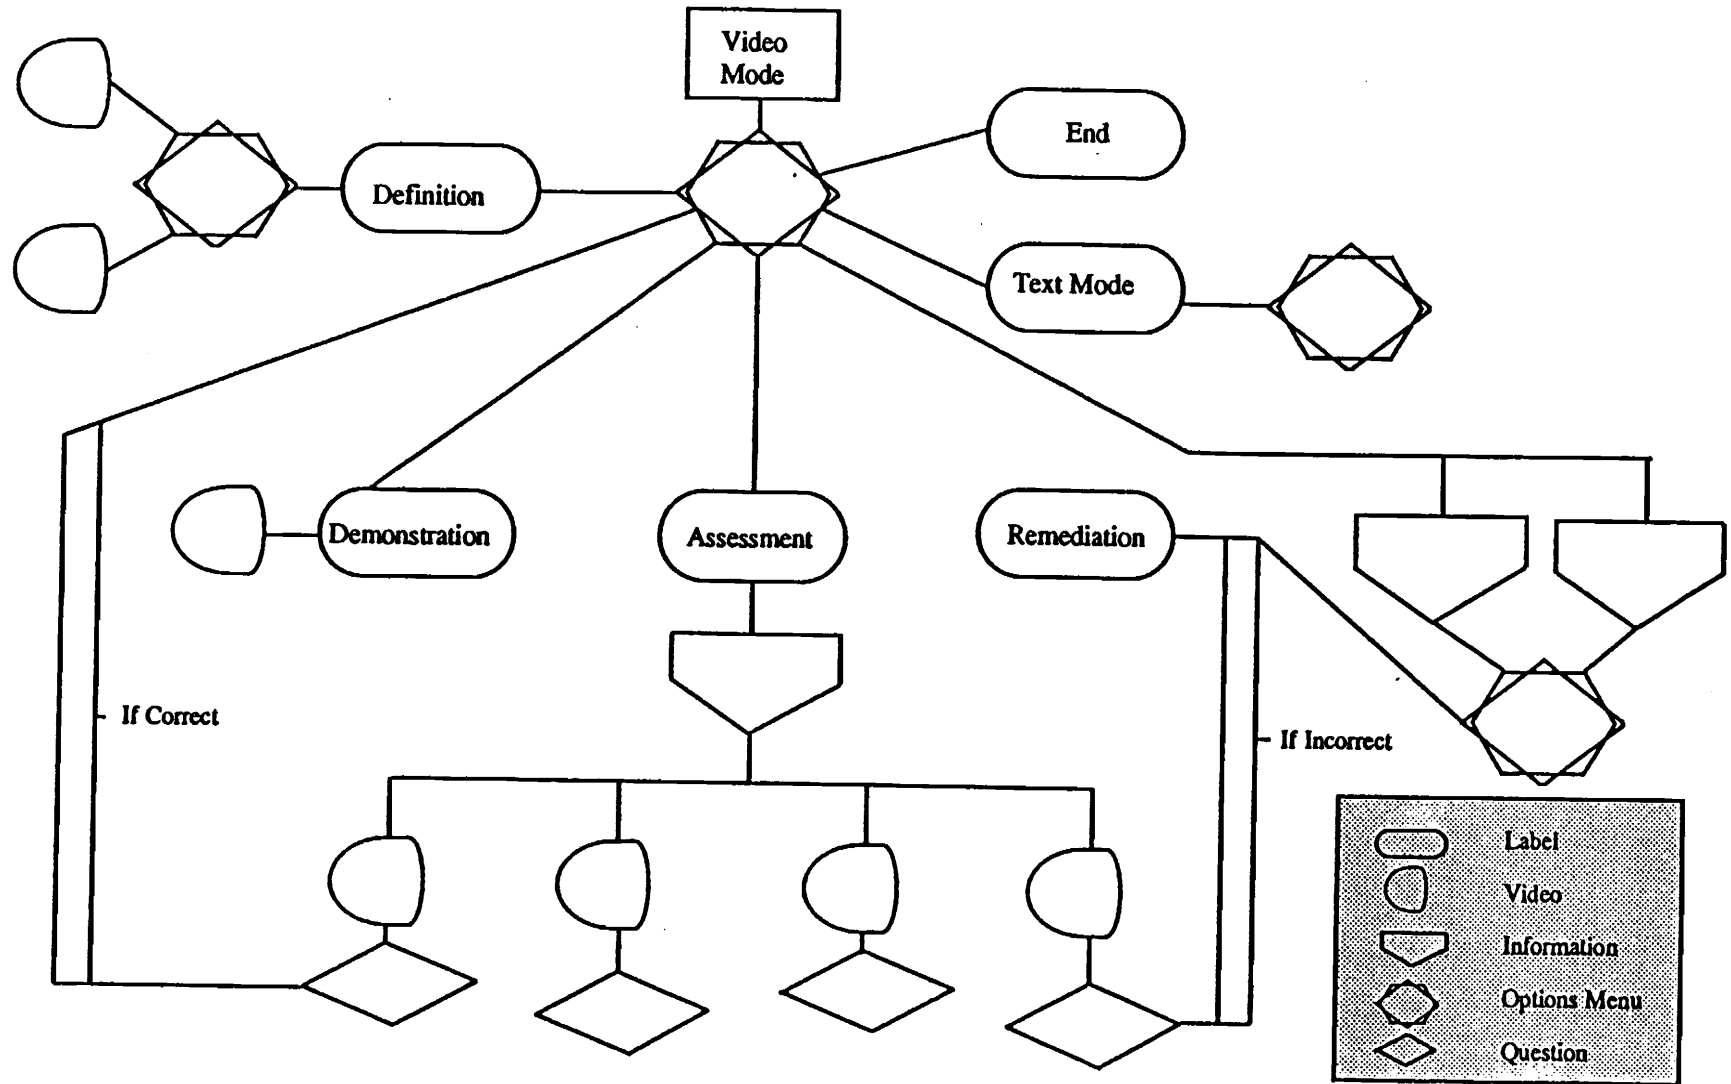 Video
Mode
End
Definition
Text Mode
Demonstration
Assessment
Remediation
If Correct
If Incorrect
Label
Video
Information
Options Menu
Question